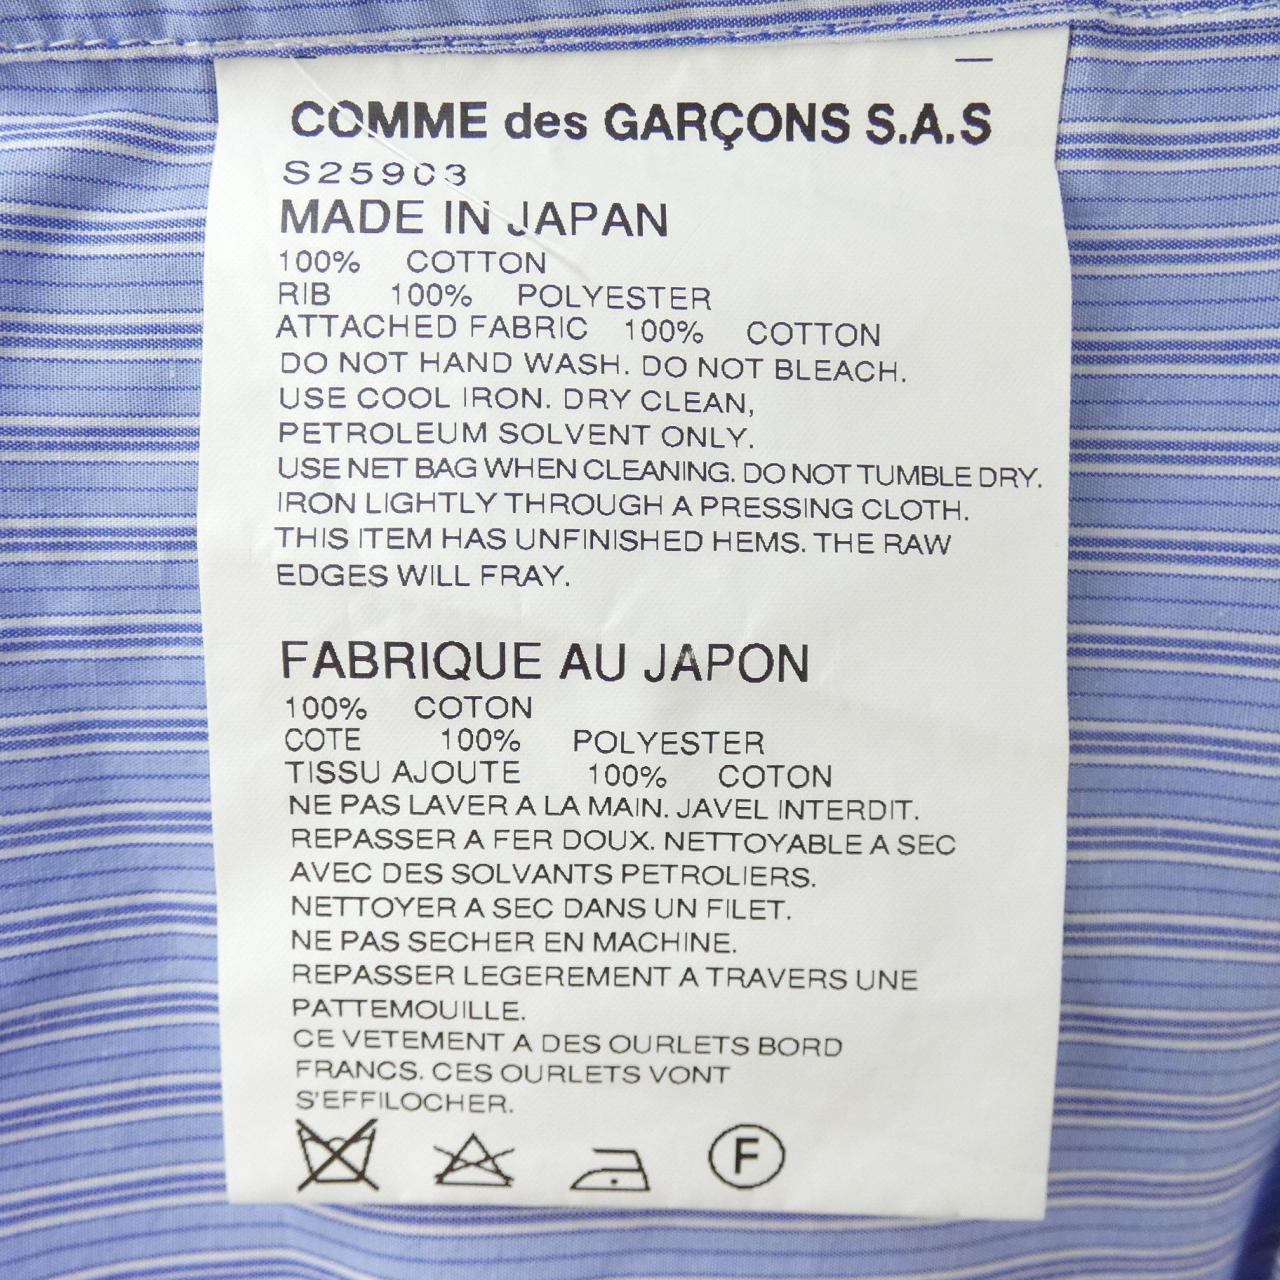 COMME des GARÇONS S.A.S
S25903
MADE IN JAPAN
100% COTTON
RIB 100% POLYESTER
ATTACHED FABRIC 100% COTTON
DO NOT HAND WASH. DO NOT BLEACH.
USE COOL IRON. DRY CLEAN,
PETROLEUM SOLVENT ONLY.
USE NET BAG WHEN CLEANING. DO NOT TUMBLE DRY.
IRON LIGHTLY THROUGH A PRESSING CLOTH.
THIS ITEM HAS UNFINISHED HEMS. THE RAW
EDGES WILL FRAY.
FABRIQUE AU JAPON
100% COTON
COTE 100% POLYESTER
TISSU AJOUTE 100% COTON
NE PAS LAVER A LA MAIN. JAVEL INTERDIT.
REPASSER A FER DOUX. NETTOYABLE A SEC
AVEC DES SOLVANTS PETROLIERS.
NETTOYER A SEC DANS UN FILET.
NE PAS SECHER EN MACHINE.
REPASSER LEGEREMENT A TRAVERS UNE
PATTEMOUILLE.
CE VETEMENT A DES OURLETS BORD
FRANCS. CES OURLETS VONT
S'EFFILOCHER.
F